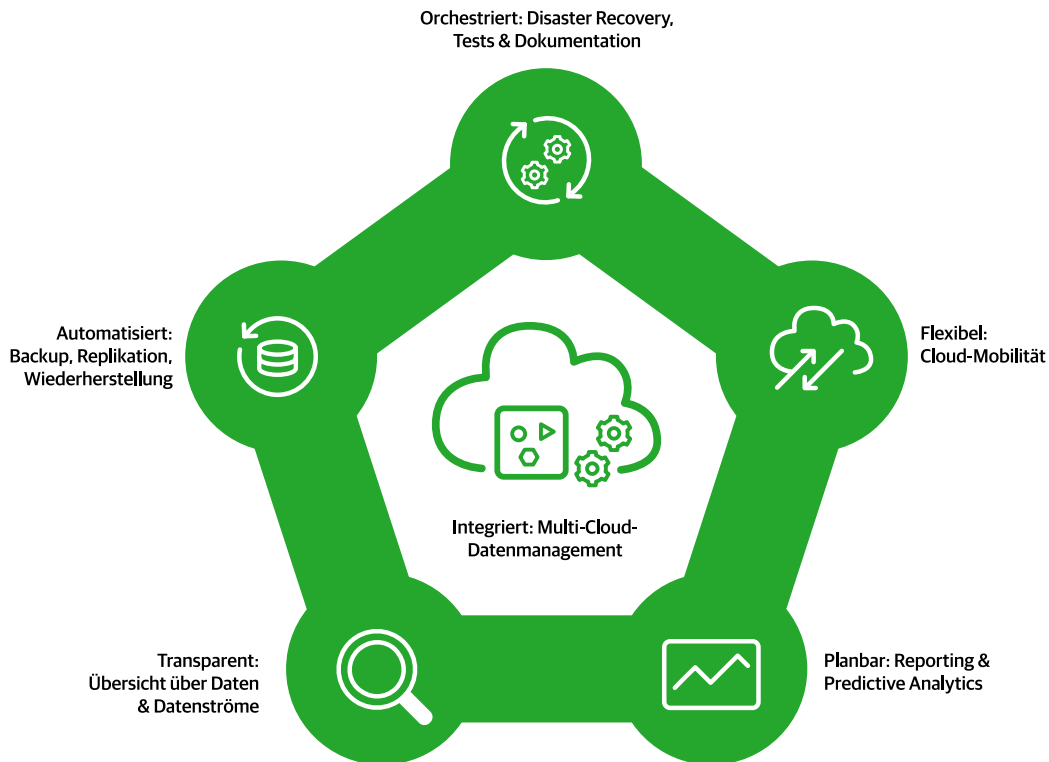 Orchestriert: Disaster Recovery,
Tests & Dokumentation
Automatisiert:
Backup, Replikation,
Wiederherstellung
Flexibel:
Cloud-Mobilität
Integriert: Multi-Cloud-
Datenmanagement
Transparent:
Übersicht über Daten
& Datenströme
Planbar: Reporting &
Predictive Analytics